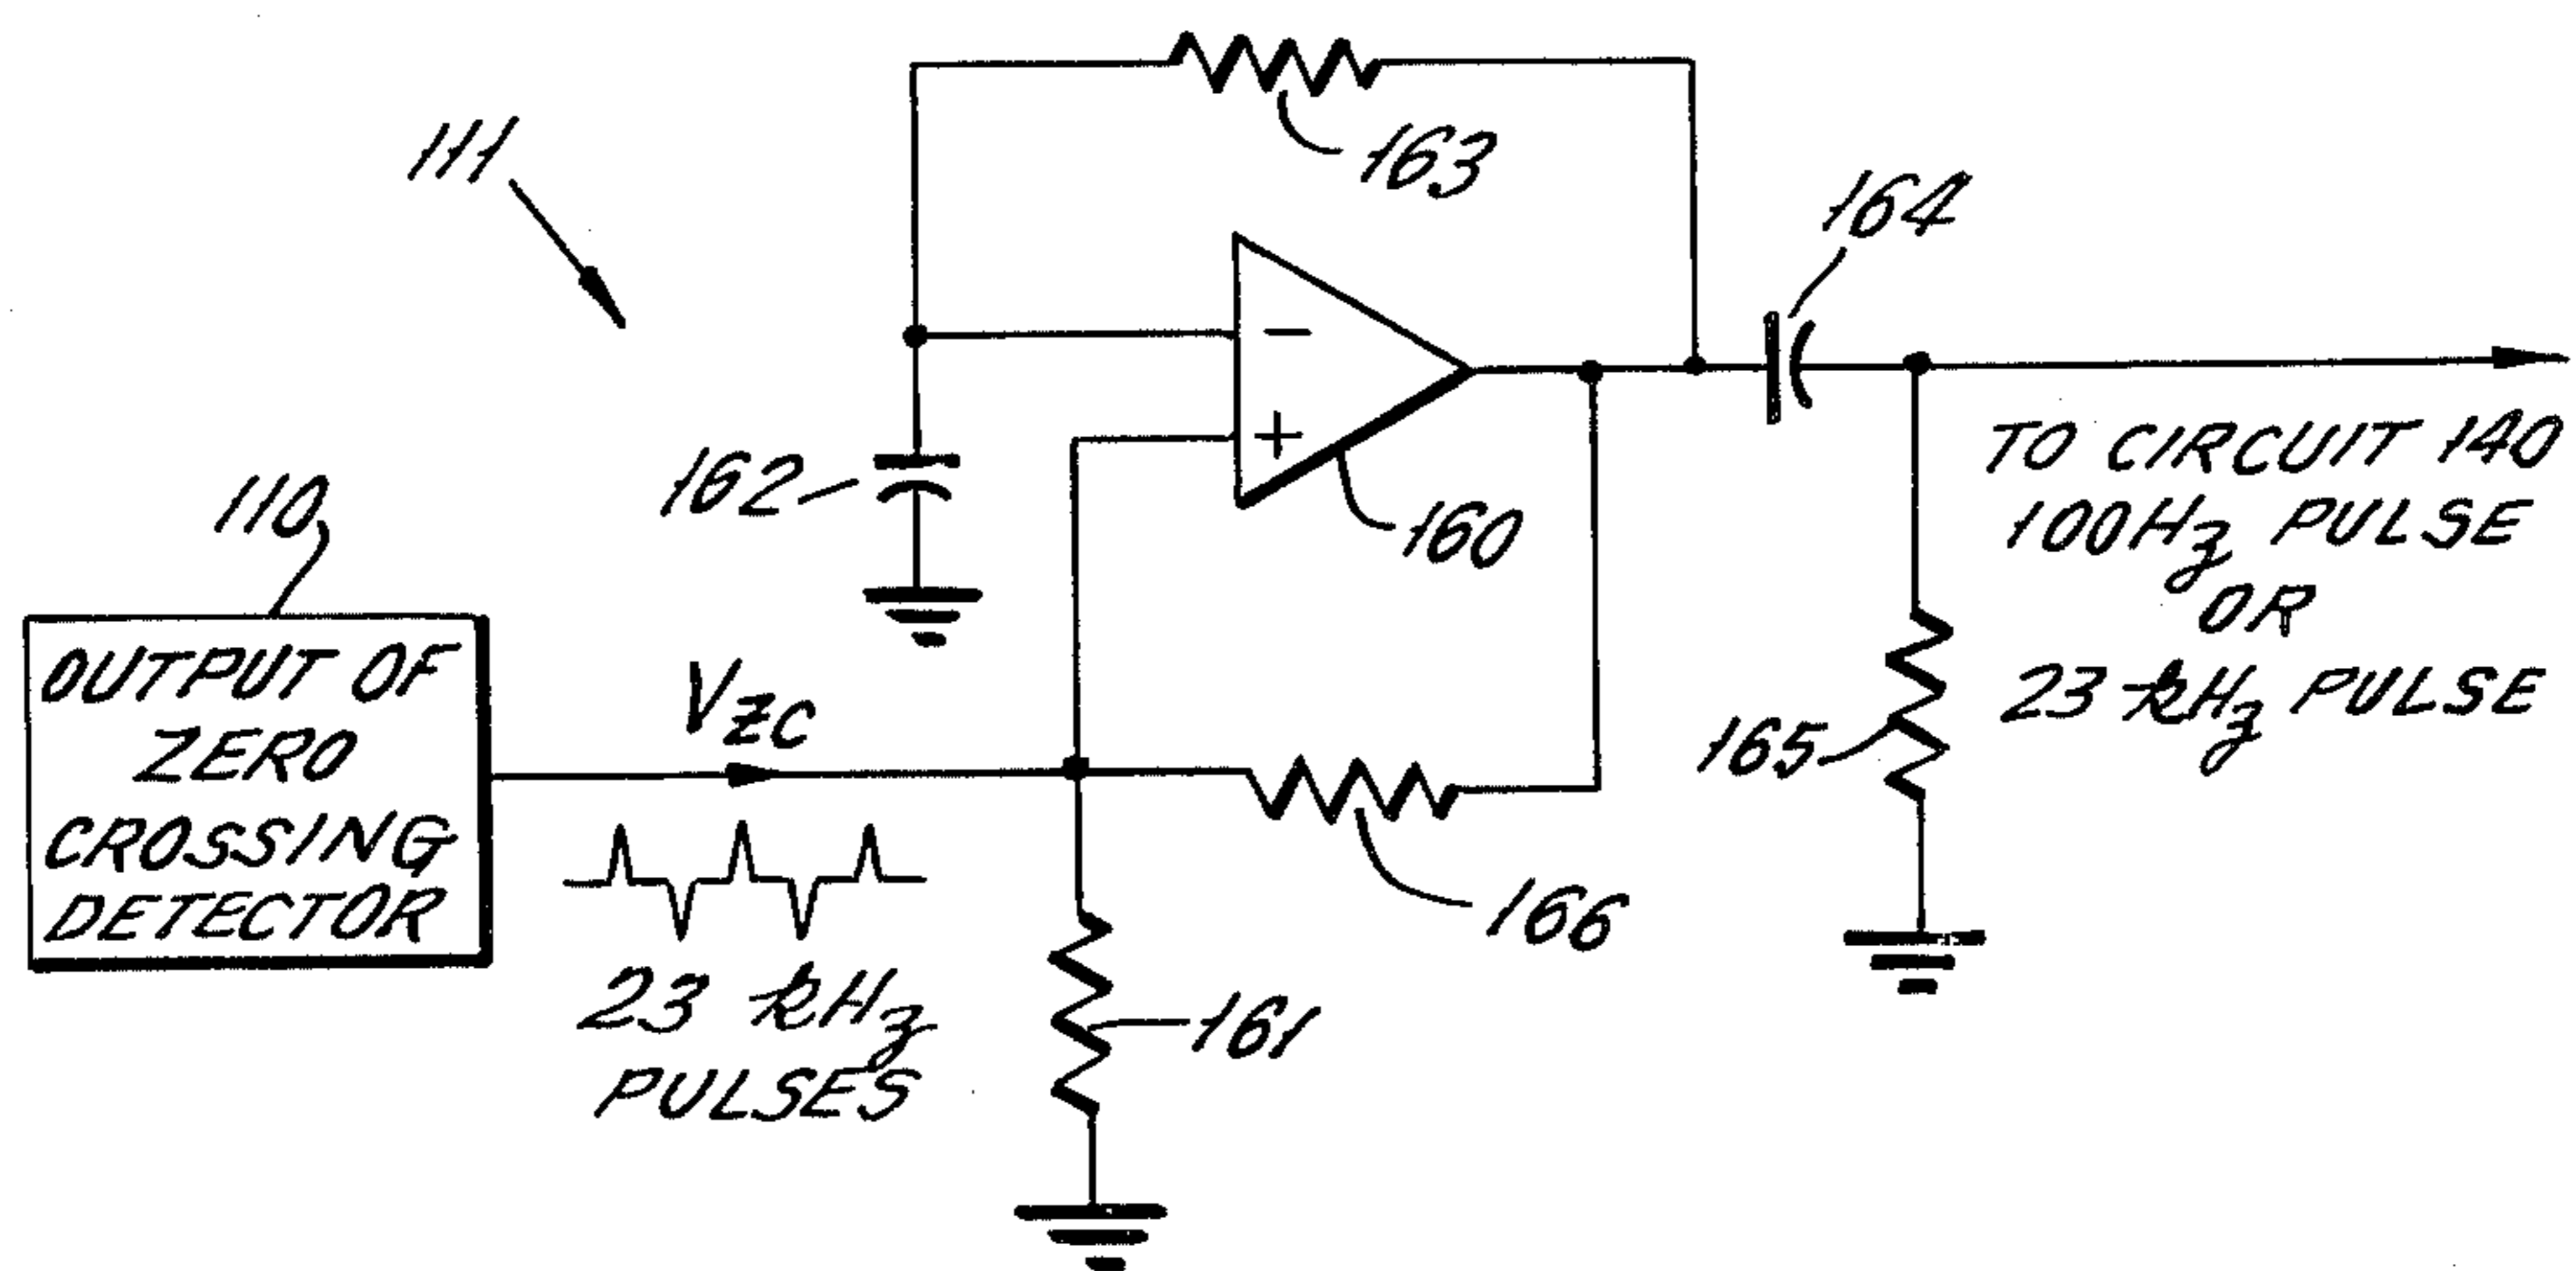 111
163
164
-
+
160
162
110
OUTPUT OF
ZERO
CROSSING
DETECTOR
VZC
23 kHz
PULSES
166
161
165
TO CIRCUIT 140
100Hz PULSE
OR
23 kHz PULSE